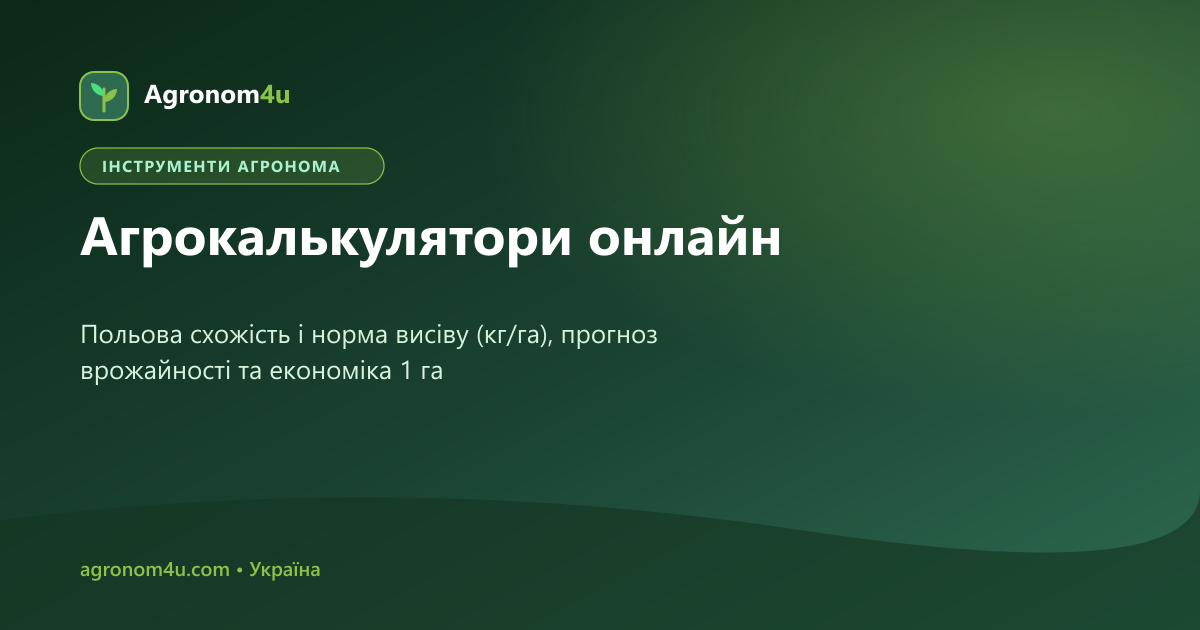 Agronom4u
ІНСТРУМЕНТИ АГРОНОМА
Агрокалькулятори онлайн
Польова схожість і норма висіву (кг/га), прогноз
врожайності та економіка 1 га
agronom4u.com • Україна